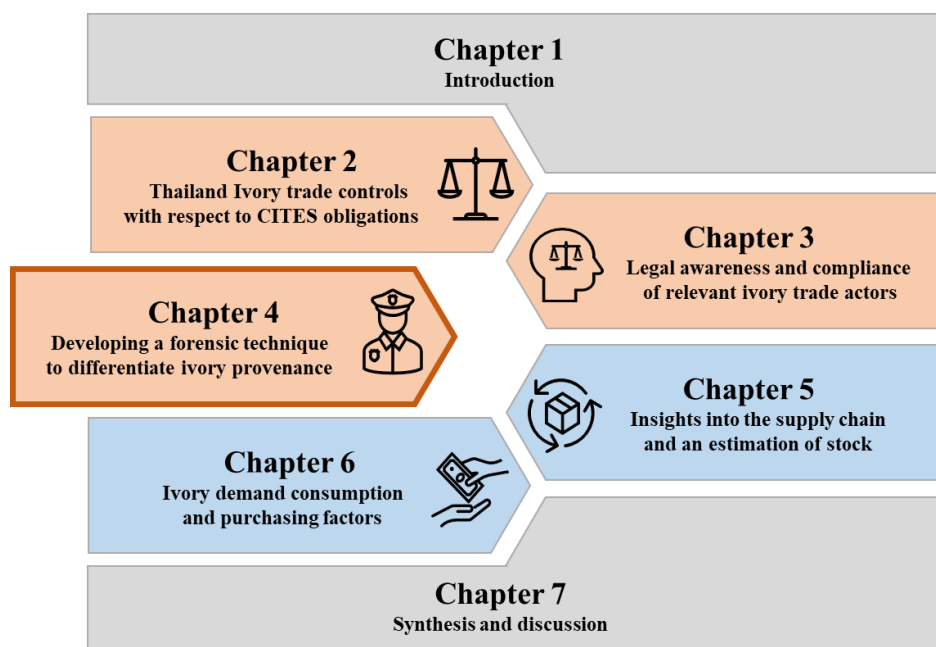 Chapter 1
Introduction
Chapter 2
Thailand Ivory trade controls
with respect to CITES obligations
Chapter 3
Legal awareness and compliance
of relevant ivory trade actors
Chapter 4
Developing a forensic technique
to differentiate ivory provenance
Chapter 5
Insights into the supply chain
and an estimation of stock
Chapter 6
Ivory demand consumption
and purchasing factors
Chapter 7
Synthesis and discussion